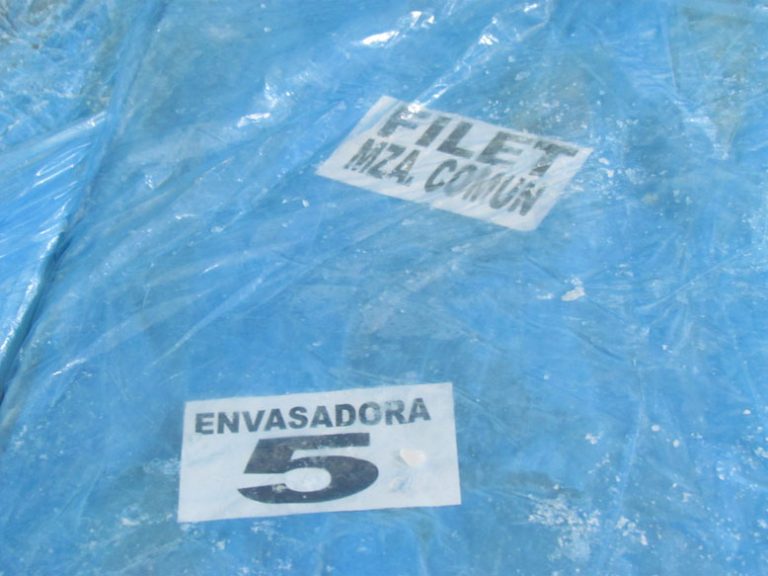 FILET
MZA. COMUN
ENVASADORA
5